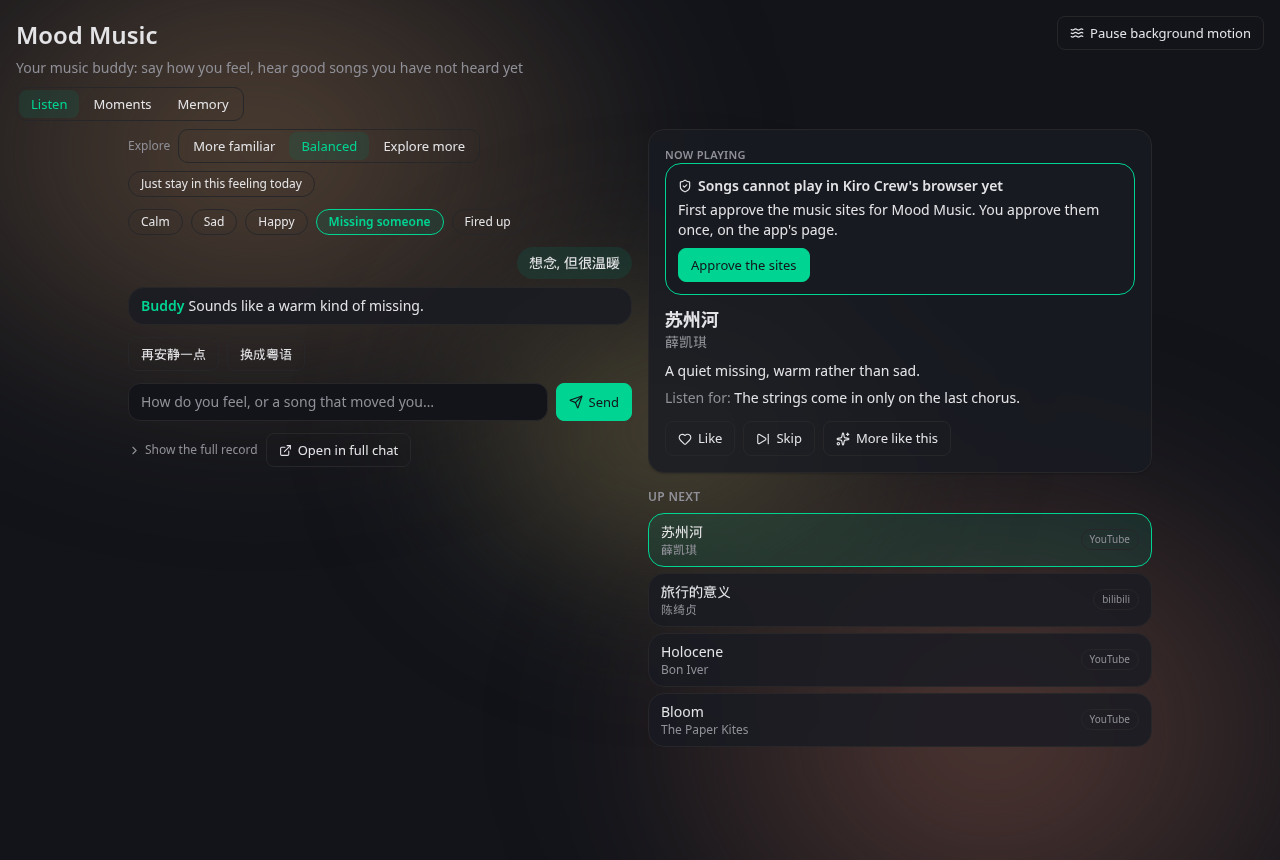 Mood Music
Pause background motion
Your music buddy: say how you feel, hear good songs you have not heard yet
Listen Moments Memory
Explore More familiar Balanced Explore more
Just stay in this feeling today
Calm Sad Happy Missing someone Fired up
想念, 但很温暖
Buddy Sounds like a warm kind of missing.
再安静一点 换成粤语
How do you feel, or a song that moved you...
Send
Show the full record Open in full chat
NOW PLAYING
Songs cannot play in Kiro Crew's browser yet
First approve the music sites for Mood Music. You approve them
once, on the app's page.
Approve the sites
苏州河
薛凯琪
A quiet missing, warm rather than sad.
Listen for: The strings come in only on the last chorus.
Like Skip More like this
UP NEXT
苏州河
薛凯琪
YouTube
旅行的意义
陈绮贞
bilibili
Holocene
Bon Iver
YouTube
Bloom
The Paper Kites
YouTube